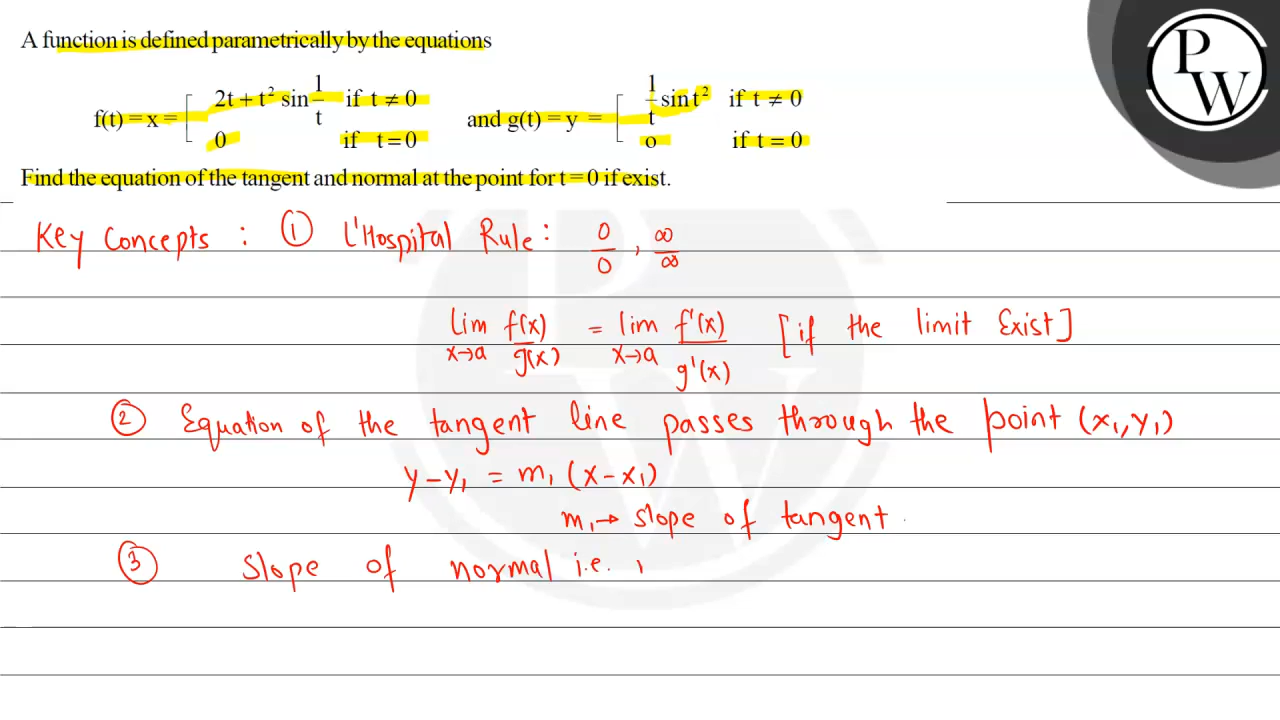 A function is defined parametrically by the equations
f(t) = x = [ 2t + t² sin 1/t if t ≠ 0
0 if t = 0
and g(t) = y = [ 1/t sin t² if t ≠ 0
o if t = 0
Find the equation of the tangent and normal at the point for t = 0 if exist.
Key Concepts : ① L'Hospital Rule : 0/0 , ∞/∞
lim x→a f(x)/g(x) = lim x→a f'(x)/g'(x) [if the limit Exist]
② Equation of the tangent line passes through the point (x₁, y₁)
y - y₁ = m₁ (x - x₁)
m₁ → slope of tangent.
③ Slope of normal i.e.
P
W